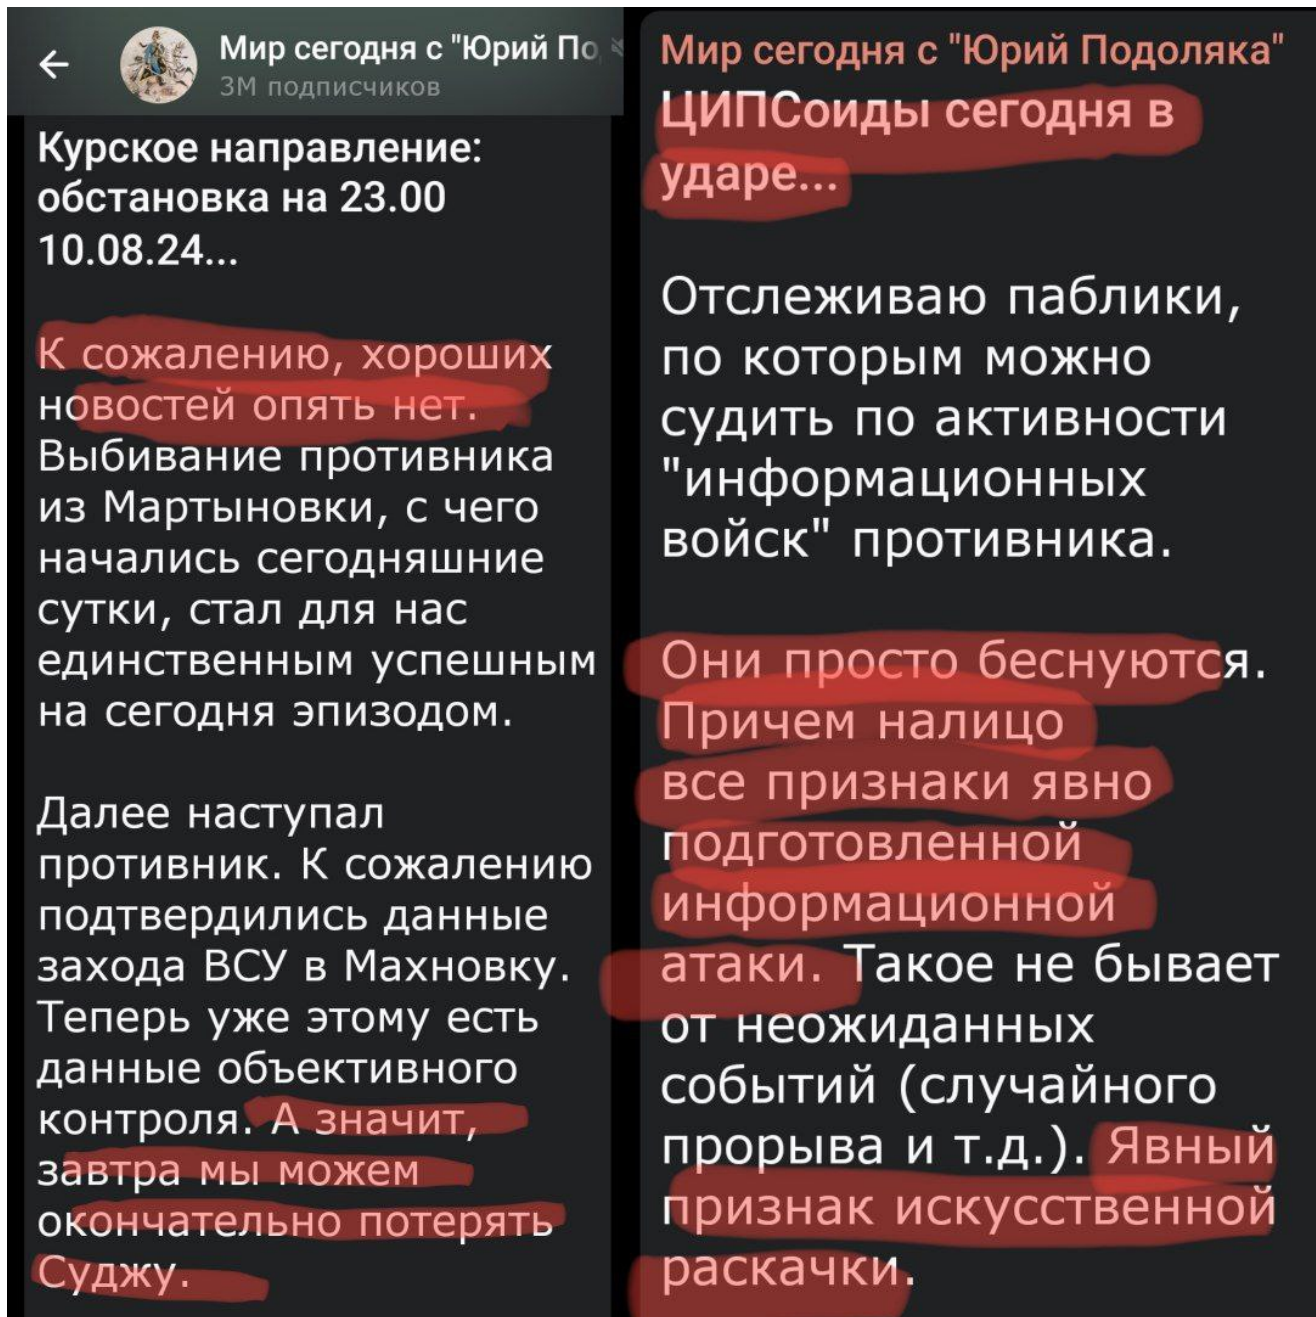 Мир сегодня с "Юрий По
3M подписчиков
Курское направление:
обстановка на 23.00
10.08.24...
К сожалению, хороших
новостей опять нет.
Выбивание противника
из Мартыновки, с чего
начались сегодняшние
сутки, стал для нас
единственным успешным
на сегодня эпизодом.
Далее наступал
противник. К сожалению
подтвердились данные
захода ВСУ в Махновку.
Теперь уже этому есть
данные объективного
контроля. А значит,
завтра мы можем
окончательно потерять
Суджу.
Мир сегодня с "Юрий Подоляка"
ЦИПСоиды сегодня в
ударе...
Отслеживаю паблики,
по которым можно
судить по активности
"информационных
войск" противника.
Они просто беснуются.
Причем налицо
все признаки явно
подготовленной
информационной
атаки. Такое не бывает
от неожиданных
событий (случайного
прорыва и т.д.). Явный
признак искусственной
раскачки.